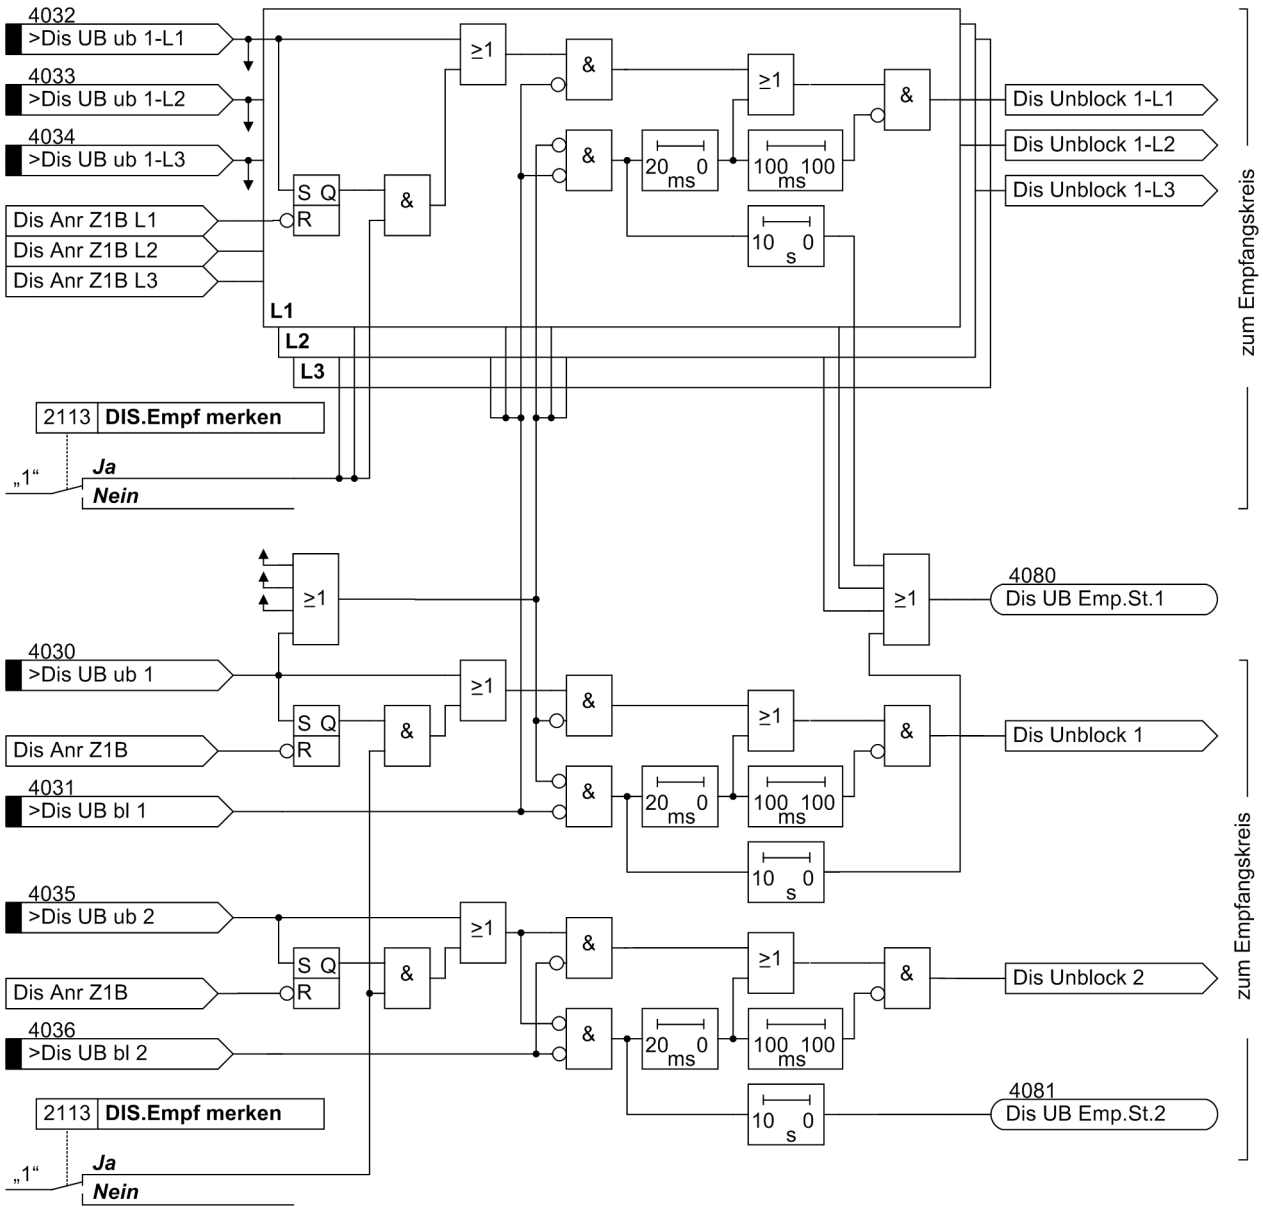 4032
>Dis UB ub 1-L1
4033
>Dis UB ub 1-L2
4034
>Dis UB ub 1-L3
Dis Anr Z1B L1
Dis Anr Z1B L2
Dis Anr Z1B L3
S Q
R
&
≥1
&
&
20 0
ms
≥1
100 100
ms
10 0
s
&
Dis Unblock 1-L1
Dis Unblock 1-L2
Dis Unblock 1-L3
zum Empfangskreis
L1
L2
L3
2113 DIS.Empf merken
„1“
Ja
Nein
≥1
≥1
4080
Dis UB Emp.St.1
4030
>Dis UB ub 1
Dis Anr Z1B
4031
>Dis UB bl 1
S Q
R
&
≥1
&
&
20 0
ms
≥1
100 100
ms
10 0
s
&
Dis Unblock 1
zum Empfangskreis
4035
>Dis UB ub 2
Dis Anr Z1B
4036
>Dis UB bl 2
S Q
R
&
≥1
&
&
20 0
ms
≥1
100 100
ms
10 0
s
&
Dis Unblock 2
4081
Dis UB Emp.St.2
2113 DIS.Empf merken
„1“
Ja
Nein